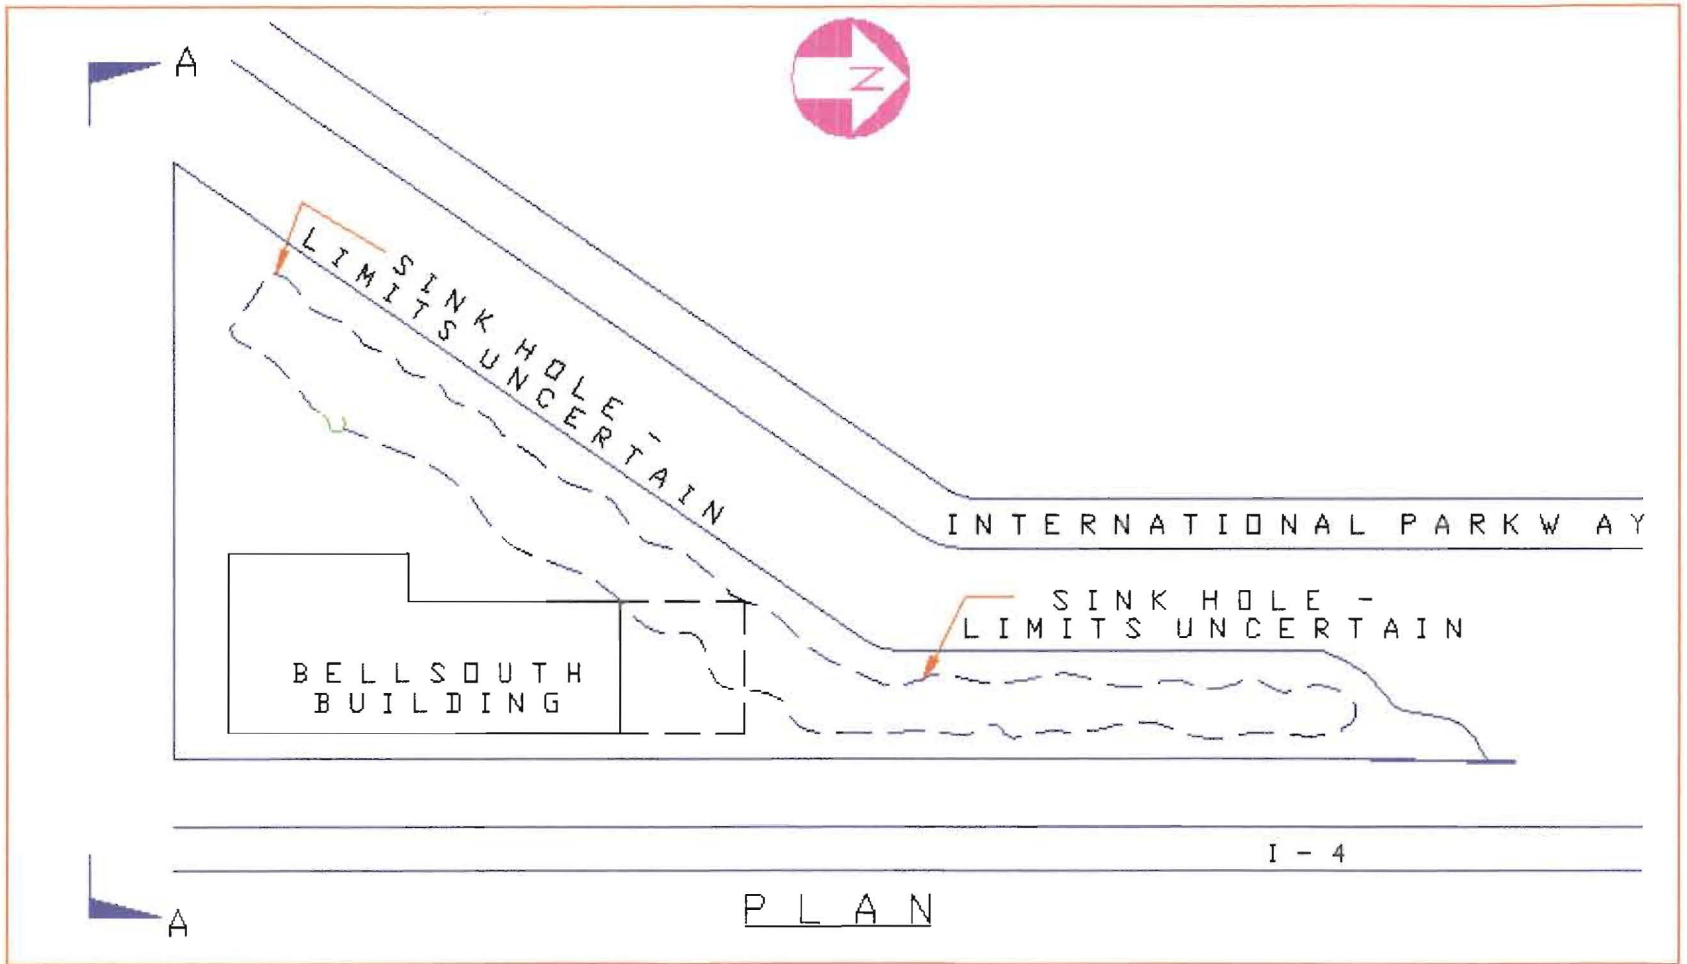 A
N
SINK HOLE -
LIMITS UNCERTAIN
INTERNATIONAL PARKWAY
SINK HOLE -
LIMITS UNCERTAIN
BELLSOUTH
BUILDING
I-4
PLAN
A